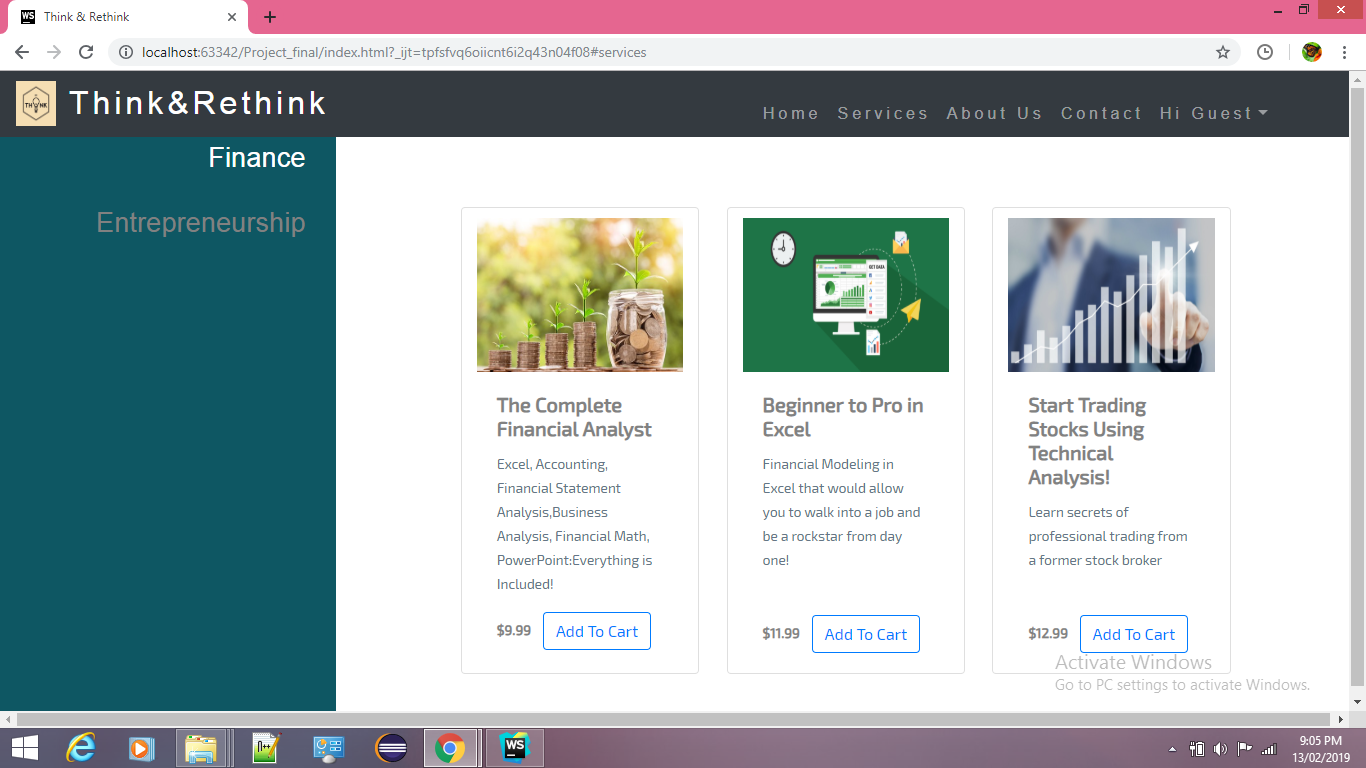 WS Think & Rethink
localhost:63342/Project_final/index.html?_ijt=tpfsfvq6oiicnt6i2q43n04f08#services
THINK
Think&Rethink
Home Services About Us Contact Hi Guest
Finance
Entrepreneurship
The Complete
Financial Analyst
Excel, Accounting,
Financial Statement
Analysis,Business
Analysis, Financial Math,
PowerPoint:Everything is
Included!
$9.99 Add To Cart
GET DATA
Beginner to Pro in
Excel
Financial Modeling in
Excel that would allow
you to walk into a job and
be a rockstar from day
one!
$11.99 Add To Cart
Start Trading
Stocks Using
Technical
Analysis!
Learn secrets of
professional trading from
a former stock broker
$12.99 Add To Cart
Activate Windows
Go to PC settings to activate Windows.
WS
9:05 PM
13/02/2019